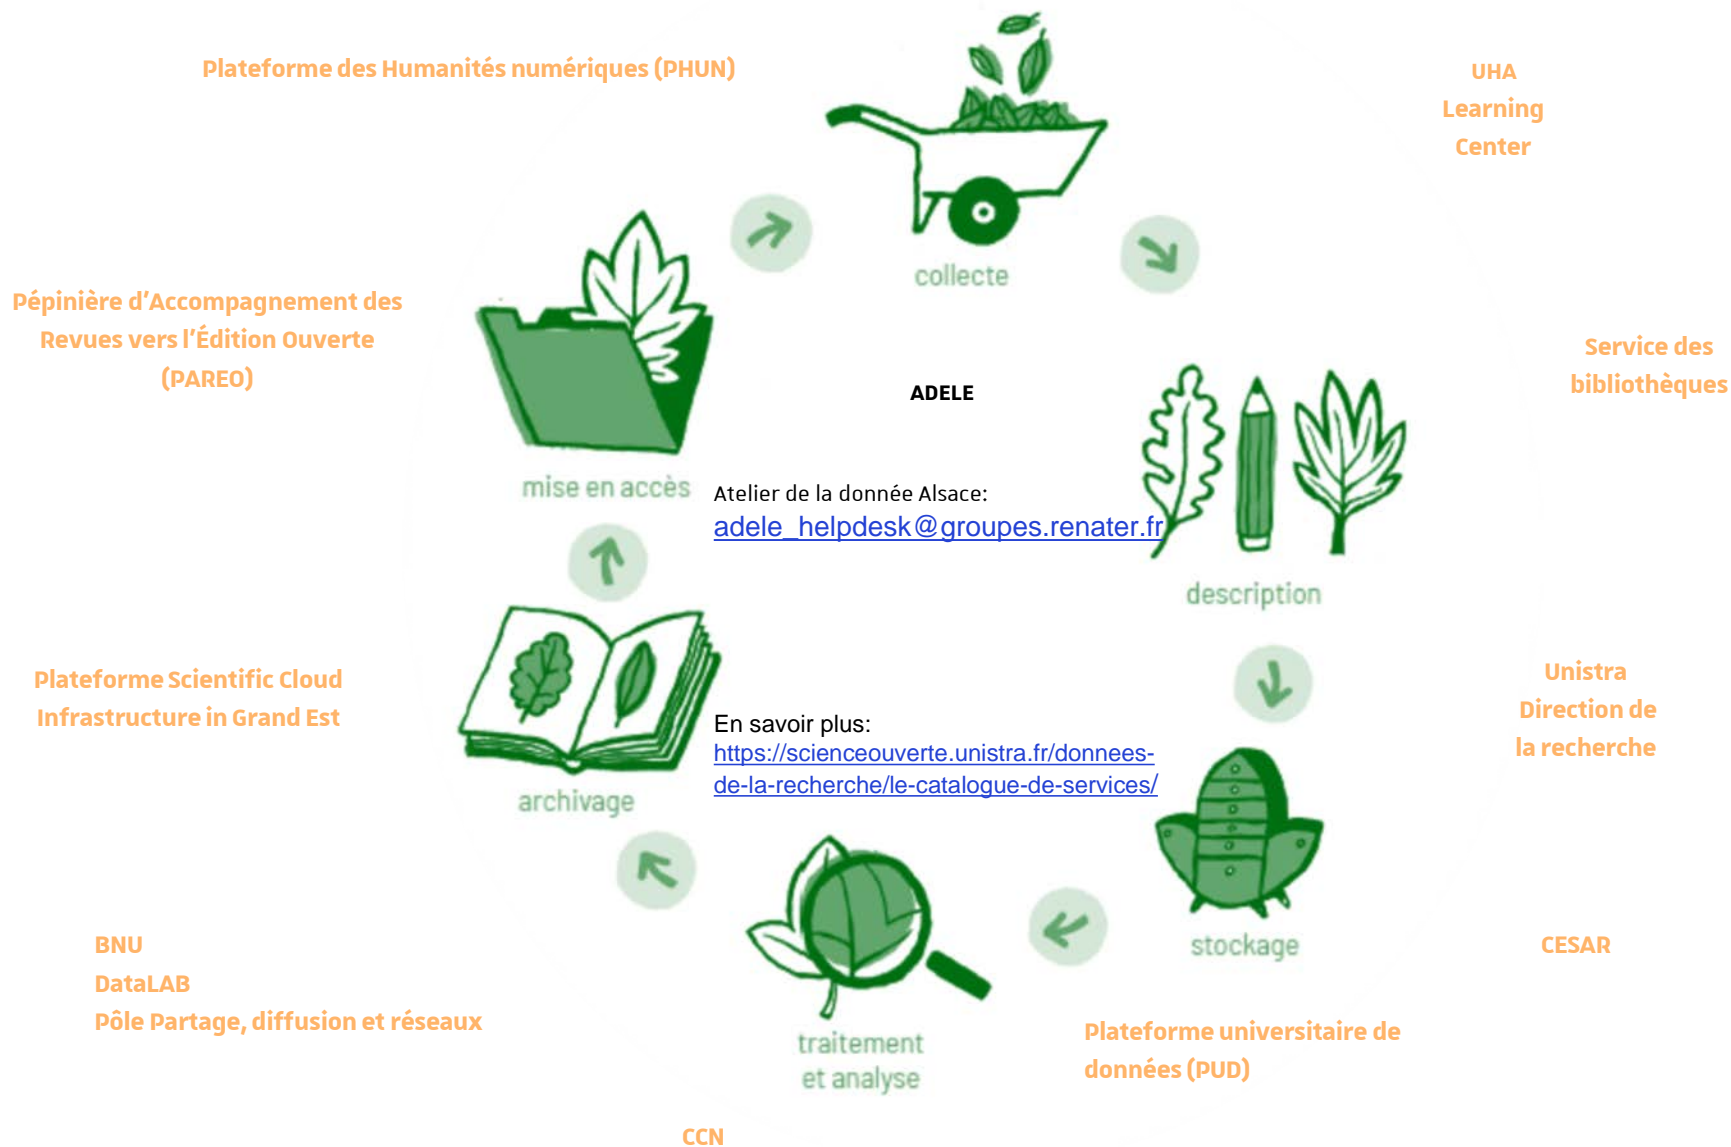 Plateforme des Humanités numériques (PHUN)
UHA
Learning
Center
collecte
Pépinière d'Accompagnement des
Revues vers l'Édition Ouverte
(PAREO)
Service des
bibliothèques
ADELE
mise en accès
Atelier de la donnée Alsace:
adele_helpdesk@groupes.renater.fr
description
Plateforme Scientific Cloud
Infrastructure in Grand Est
Unistra
Direction de
la recherche
En savoir plus:
https://scienceouverte.unistra.fr/donnees-
de-la-recherche/le-catalogue-de-services/
archivage
stockage
BNU
DataLAB
Pôle Partage, diffusion et réseaux
CESAR
traitement
et analyse
Plateforme universitaire de
données (PUD)
CCN